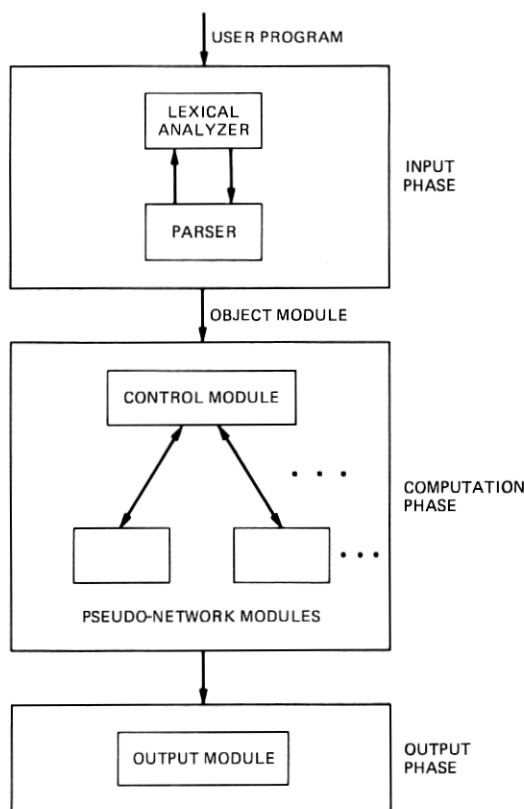 USER PROGRAM
LEXICAL
ANALYZER
INPUT
PHASE
PARSER
OBJECT MODULE
CONTROL MODULE
. . .
COMPUTATION
PHASE
. . .
PSEUDO-NETWORK MODULES
OUTPUT MODULE
OUTPUT
PHASE